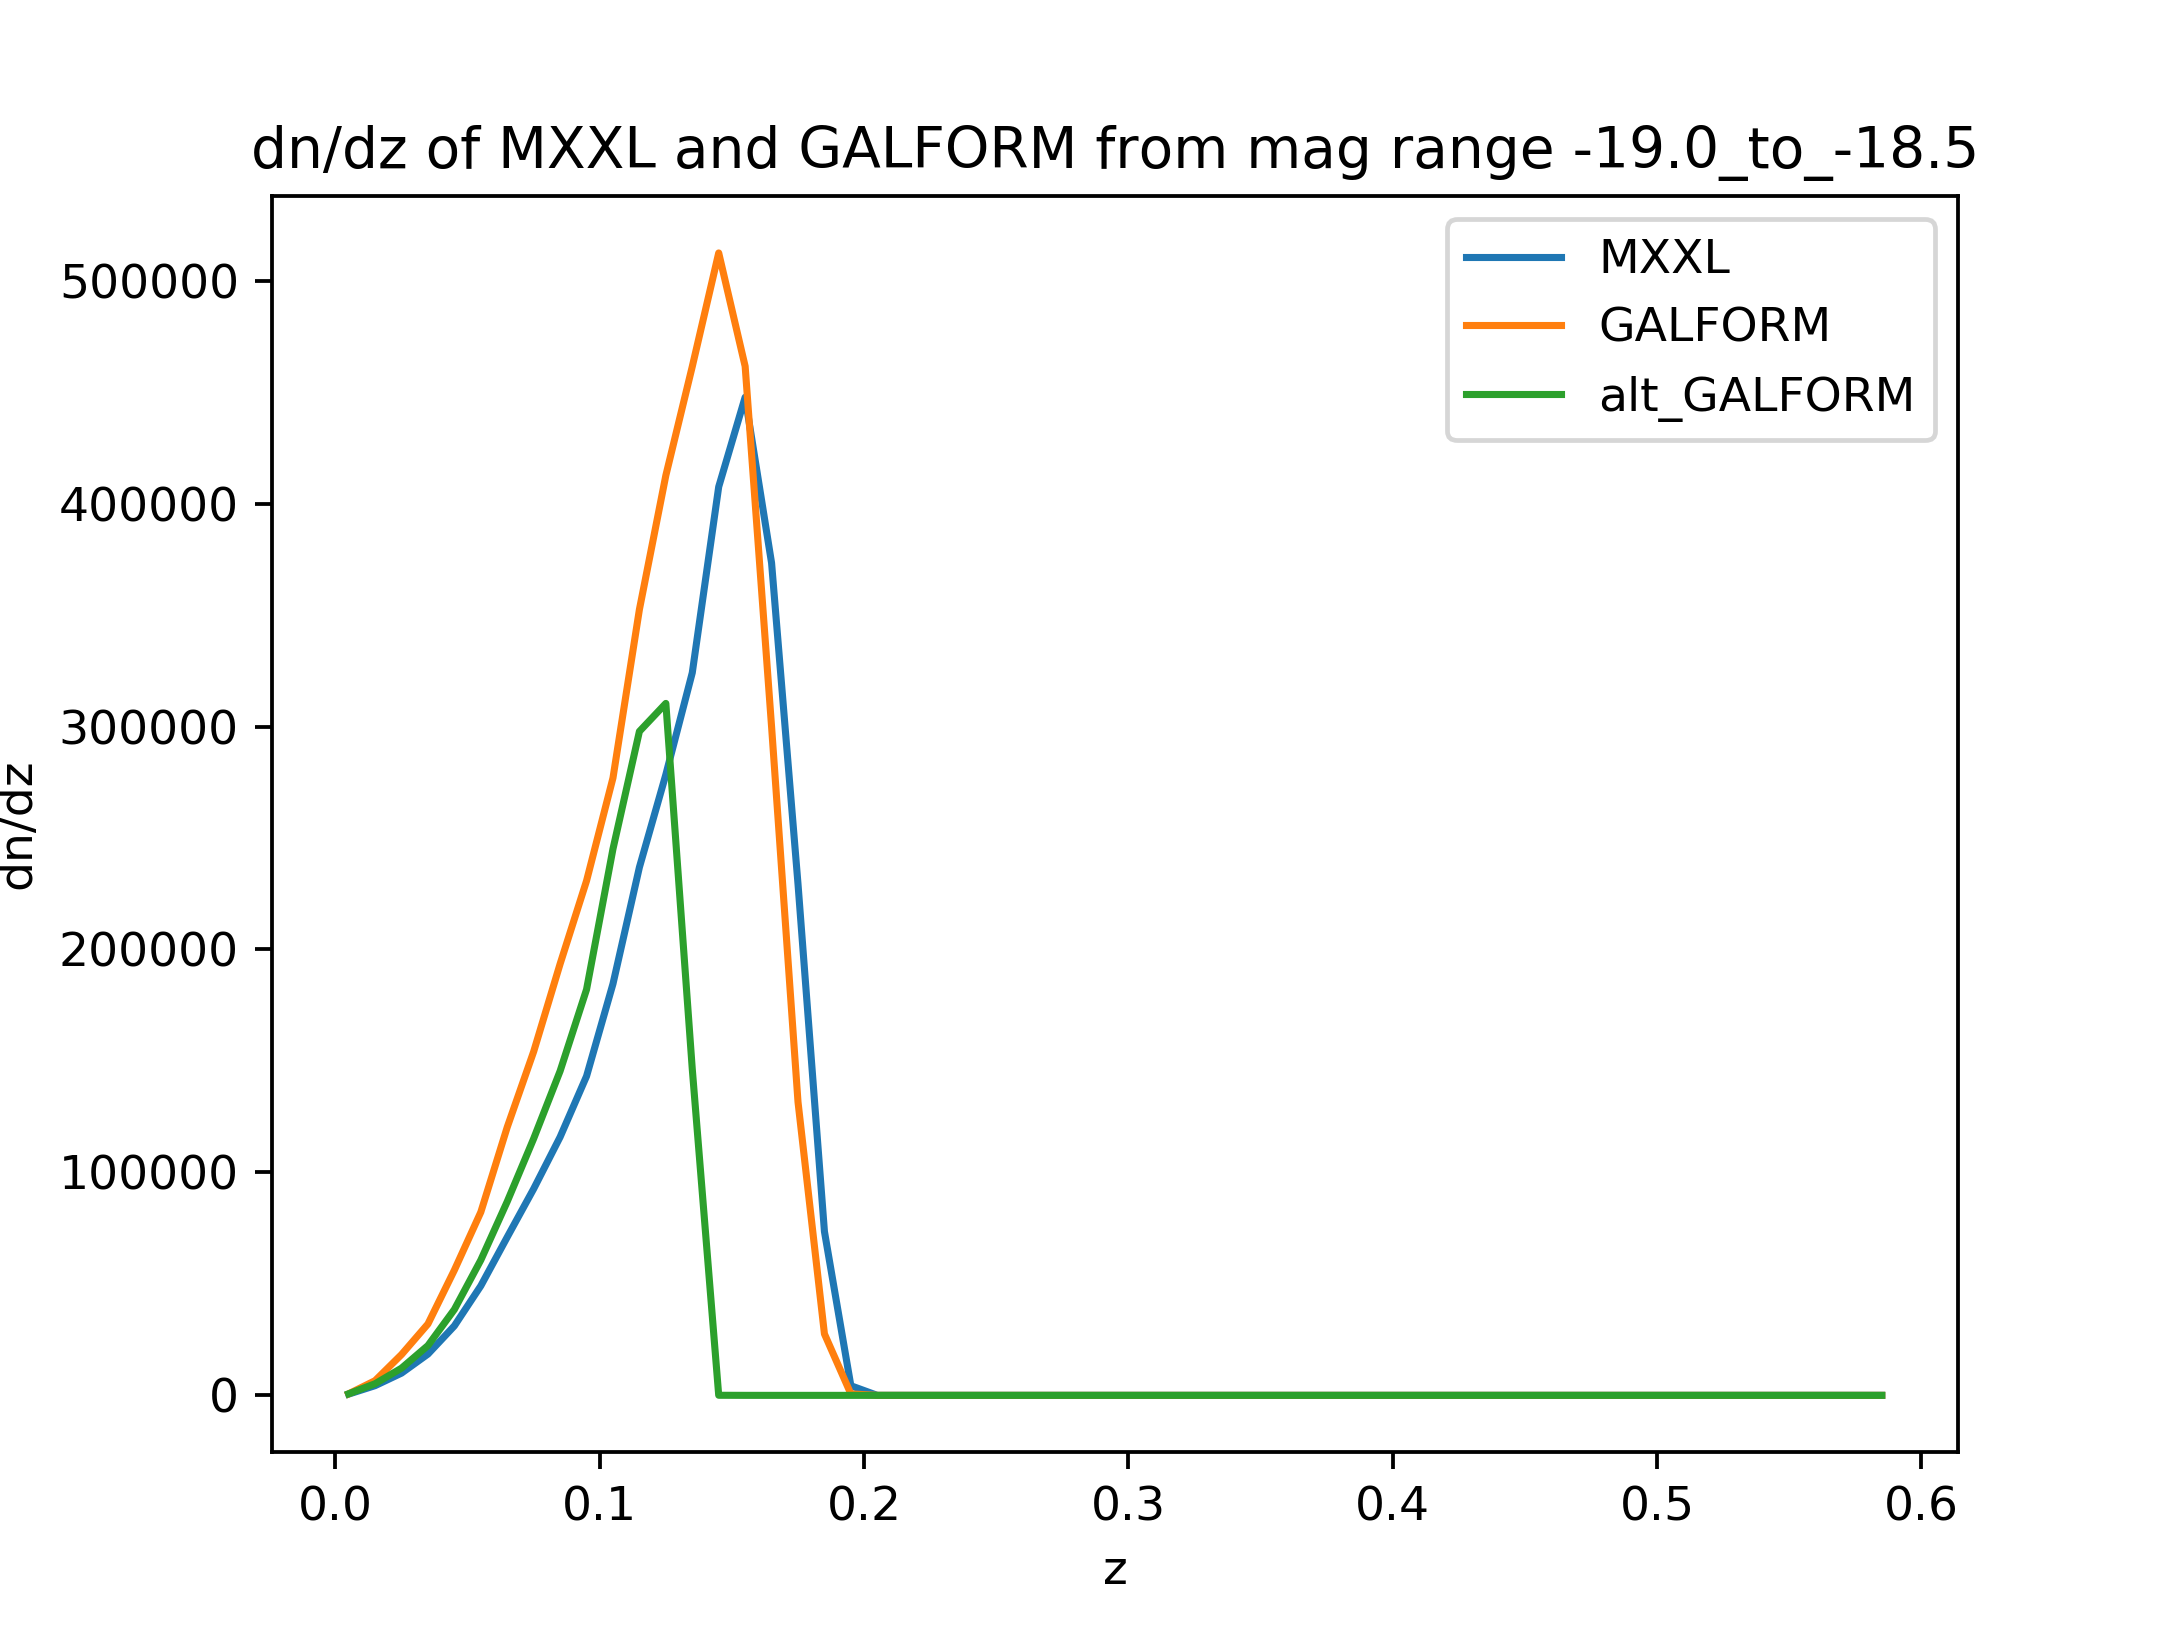 dn/dz of MXXL and GALFORM from mag range -19.0_to_-18.5
MXXL
GALFORM
alt_GALFORM
500000
400000
300000
200000
100000
0
dn/dz
0.0 0.1 0.2 0.3 0.4 0.5 0.6
z